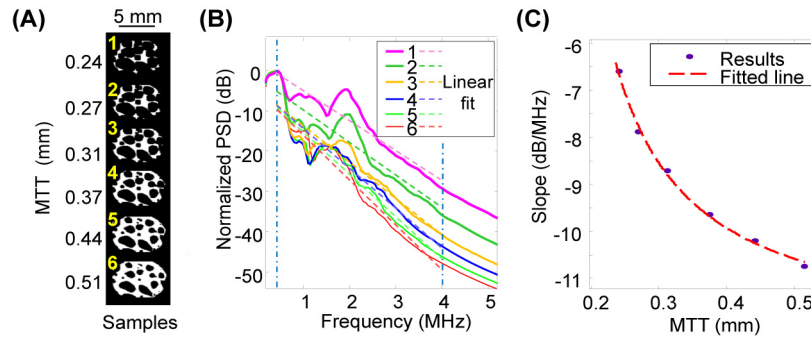 (A)
5 mm
MTT (mm)
0.24
0.27
0.31
0.37
0.44
0.51
1
2
3
4
5
6
Samples
(B)
Normalized PSD (dB)
0
-10
-20
-30
-40
-50
1 2 3 4 5
Frequency (MHz)
1
2
3
4
5
6
Linear
fit
(C)
Slope (dB/MHz)
-6
-7
-8
-9
-10
-11
0.2 0.3 0.4 0.5
MTT (mm)
Results
Fitted line